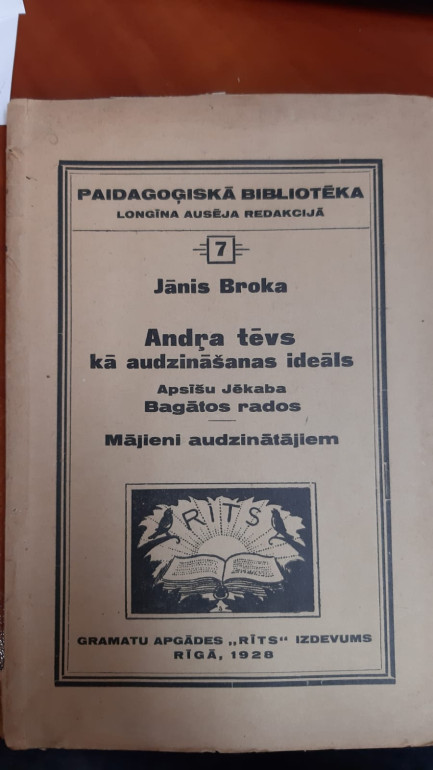 PAIDAGOĢISKĀ BIBLIOTĒKA
LONGĪNA AUSĒJA REDAKCIJĀ
7
Jānis Broka
Andŗa tēvs
kā audzināšanas ideāls
Apsīšu Jēkaba
Bagātos rados
Mājieni audzinātājiem
RĪTS
GRAMATU APGĀDES „RĪTS“ IZDEVUMS
RĪGĀ, 1928